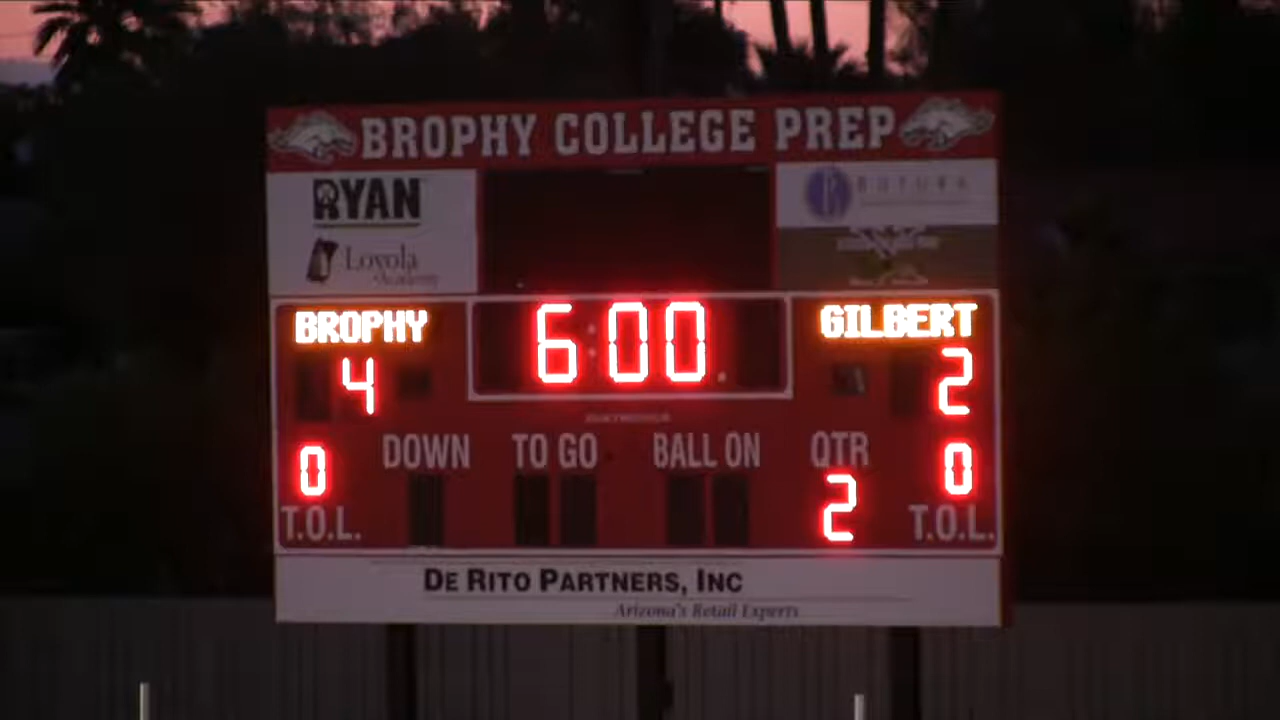 BROPHY COLLEGE PREP
RYAN
Loyola
Academy
BROPHY
6:00
GILBERT
4
2
DOWN
TO GO
BALL ON
QTR
0
0
2
T.O.L.
T.O.L.
DE RITO PARTNERS, INC
Arizona's Retail Experts